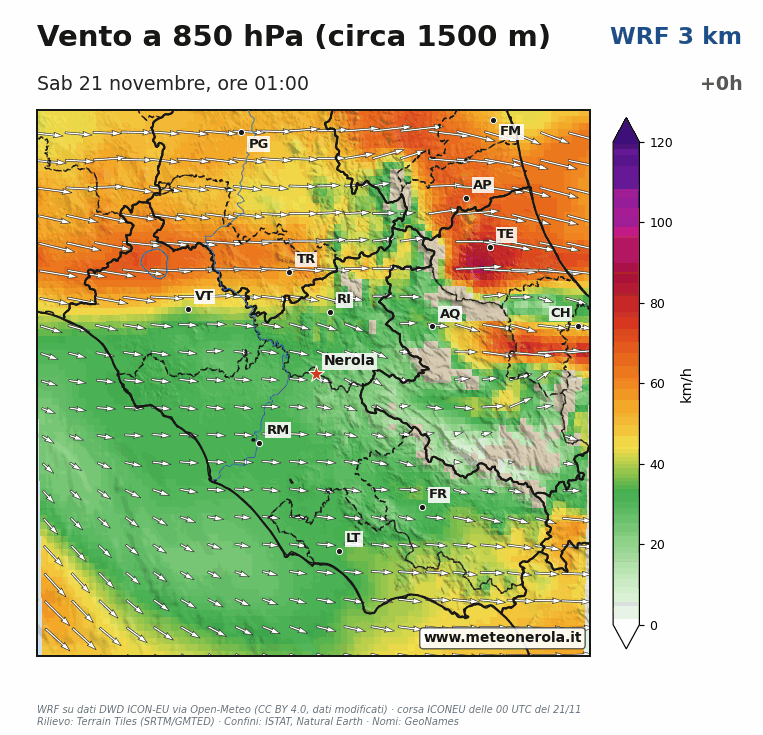 Vento a 850 hPa (circa 1500 m)
WRF 3 km
Sab 21 novembre, ore 01:00
+0h
FM
PG
AP
TE
TR
VT
RI
AQ
CH
Nerola
RM
FR
LT
www.meteonerola.it
120
100
80
60
40
20
0
km/h
WRF su dati DWD ICON-EU via Open-Meteo (CC BY 4.0, dati modificati) · corsa ICONEU delle 00 UTC del 21/11
Rilievo: Terrain Tiles (SRTM/GMTED) · Confini: ISTAT, Natural Earth · Nomi: GeoNames